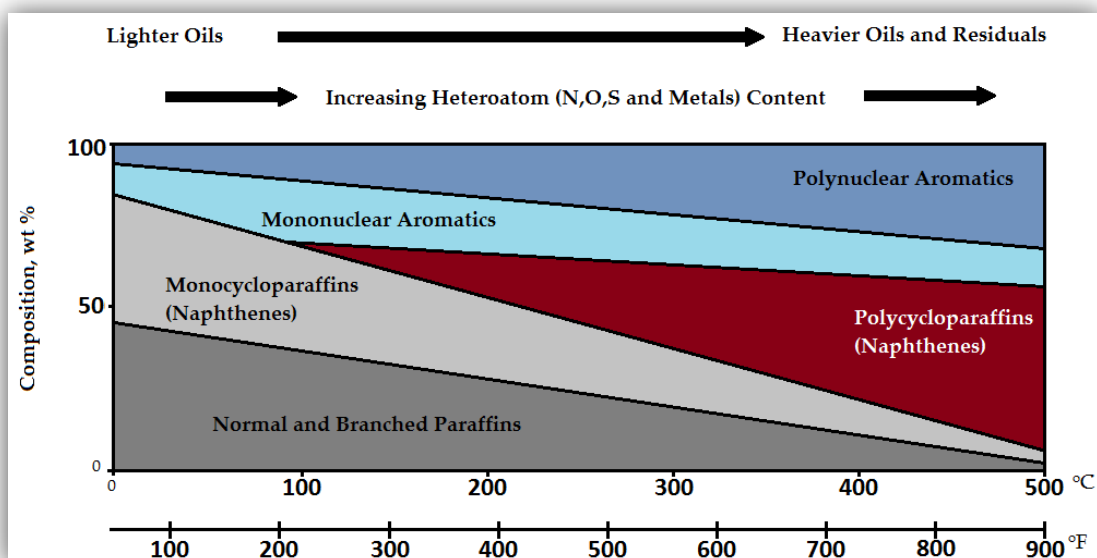 Lighter Oils
Heavier Oils and Residuals
Increasing Heteroatom (N,O,S and Metals) Content
Composition, wt %
100
50
0
Polynuclear Aromatics
Mononuclear Aromatics
Monocycloparaffins
(Naphthenes)
Polycycloparaffins
(Naphthenes)
Normal and Branched Paraffins
0 100 200 300 400 500 °C
100 200 300 400 500 600 700 800 900 °F